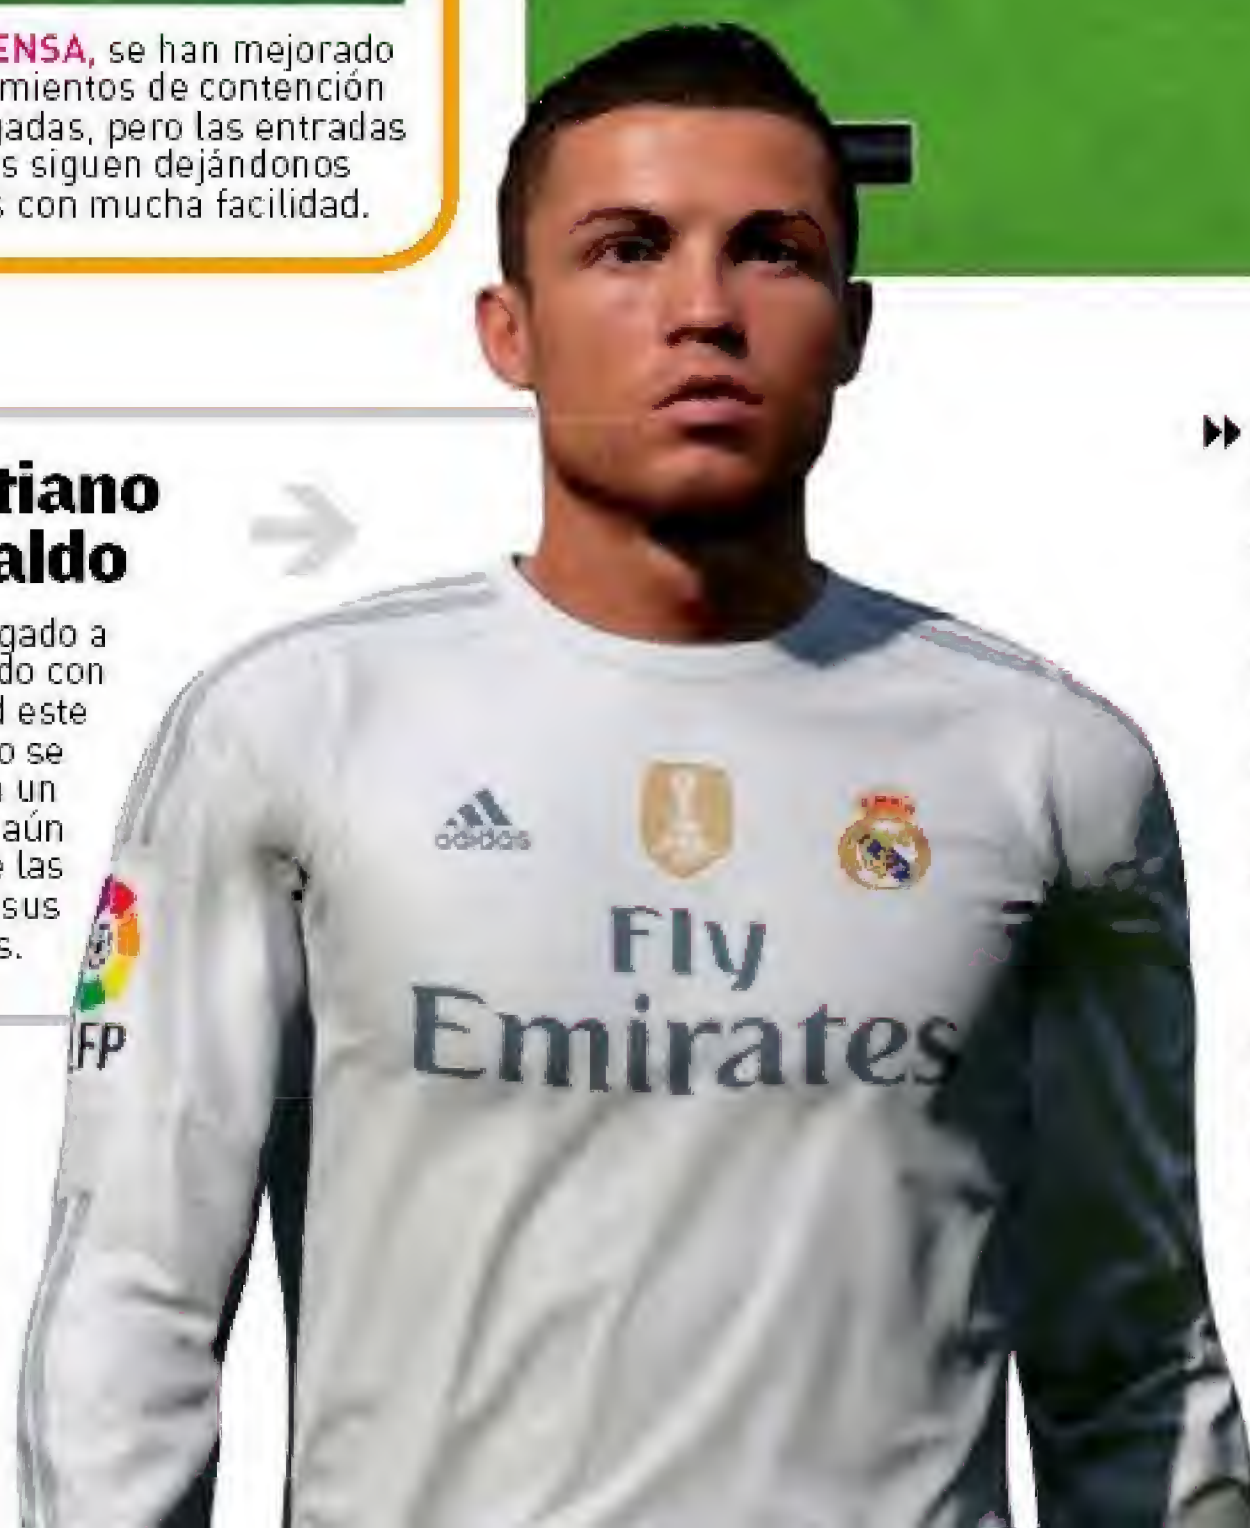 ENSA, se han mejorado
mientos de contención
gadas, pero las entradas
s siguen dejándonos
s con mucha facilidad.
tiano
aldo
gado a
do con
d este
o se
un
aún
e las
sus
s.
adidas
Fly
Emirates
FP